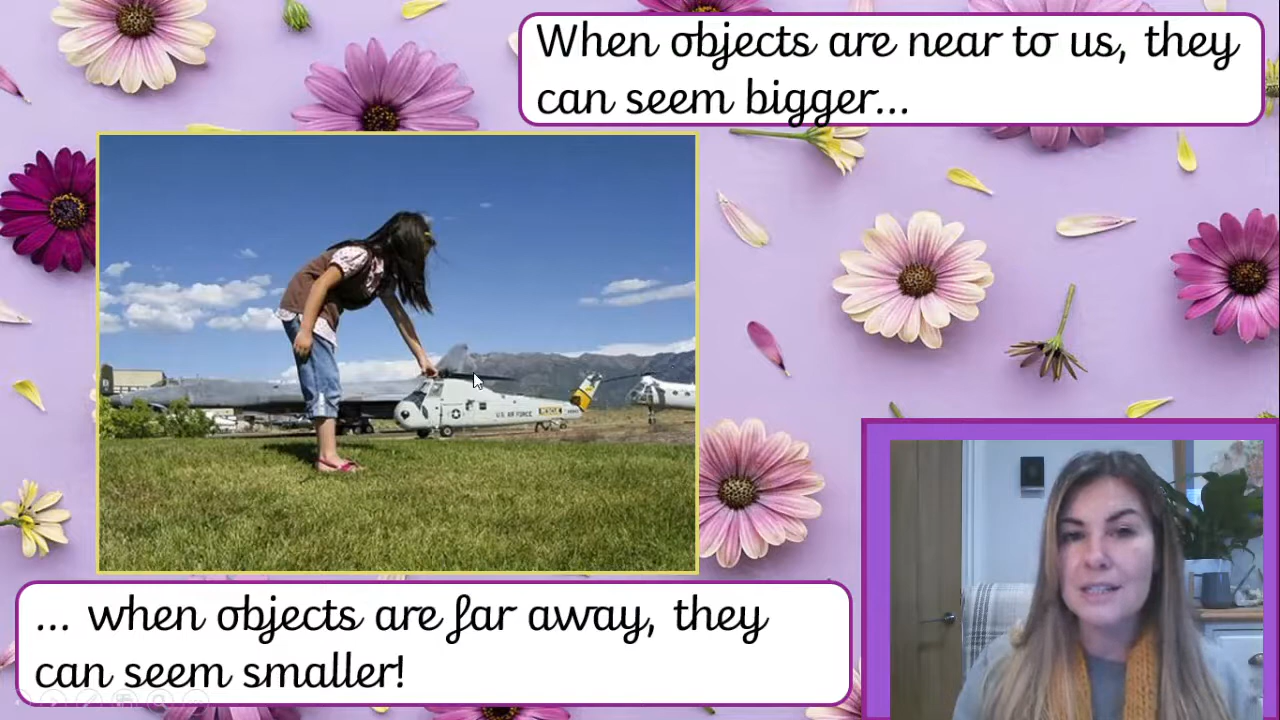 When objects are near to us, they
can seem bigger...
U.S. AIR FORCE
... when objects are far away, they
can seem smaller!